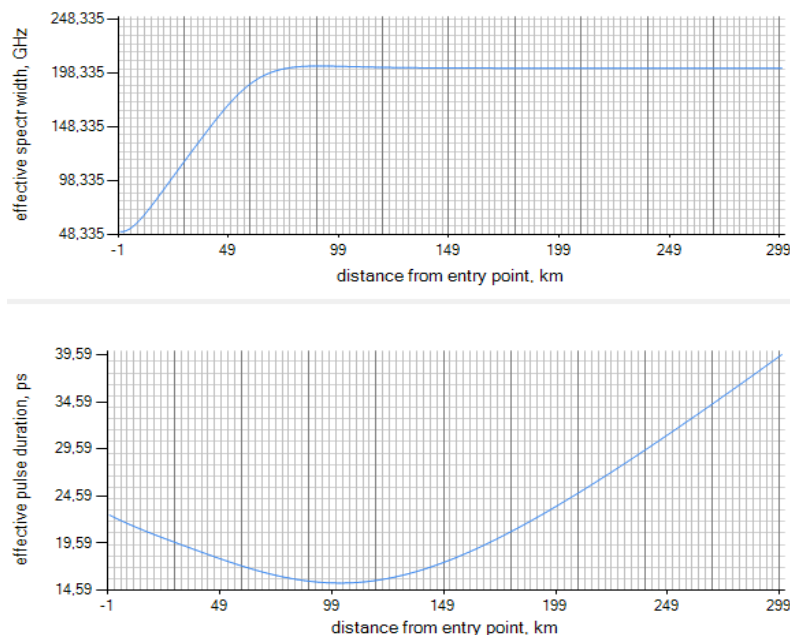 effective spectr width, GHz
248,335
198,335
148,335
98,335
48,335
-1 49 99 149 199 249 299
distance from entry point, km
effective pulse duration, ps
39,59
34,59
29,59
24,59
19,59
14,59
-1 49 99 149 199 249 299
distance from entry point, km